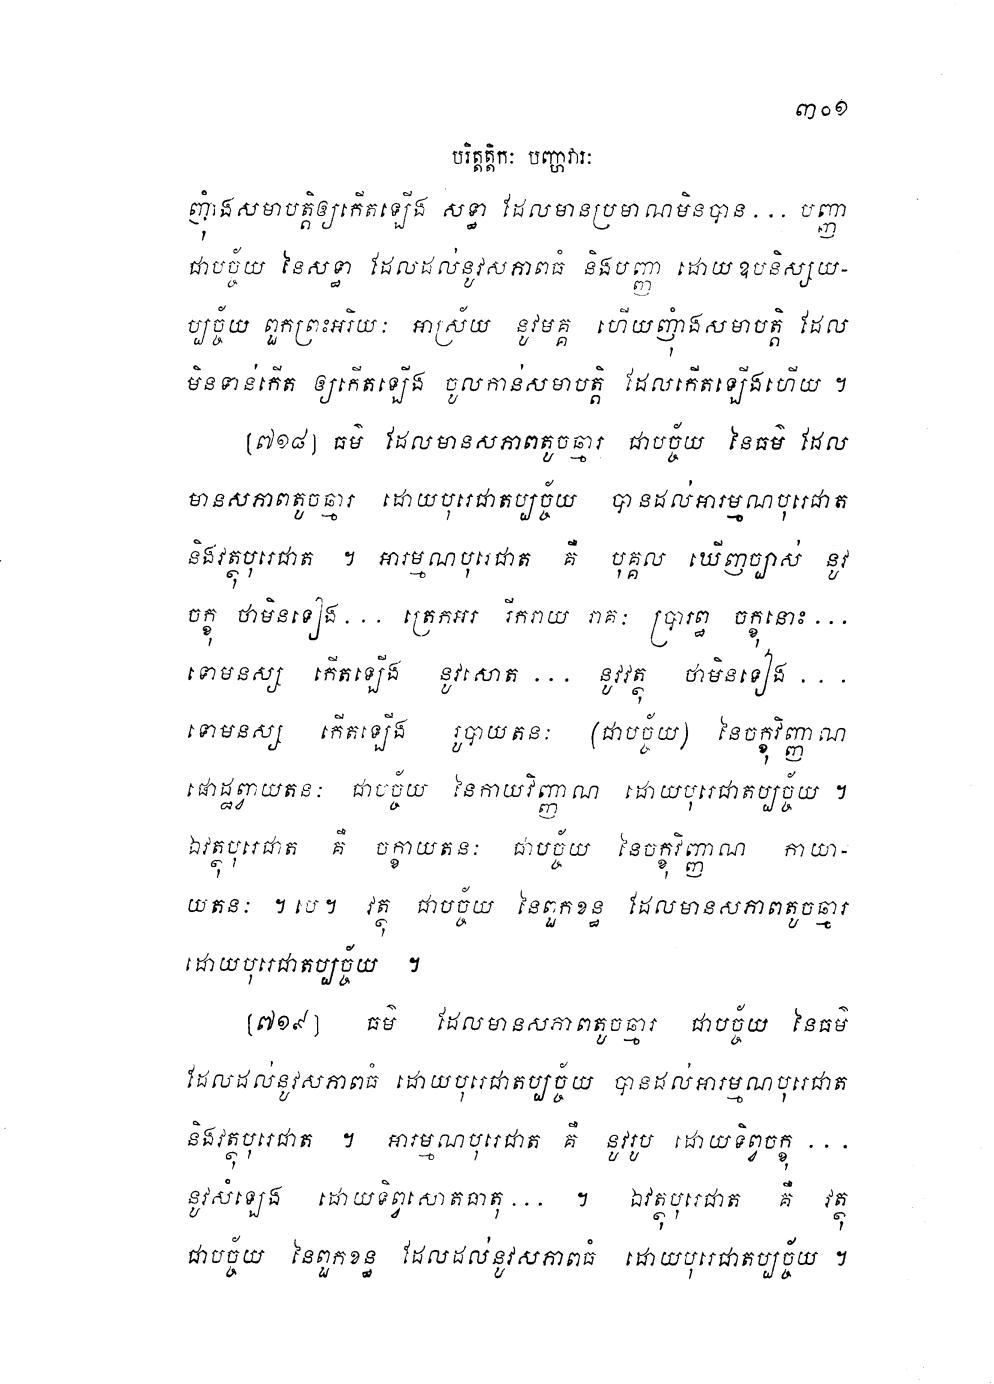 ៣០១
បរិត្តត្តិកៈ បញ្ហាវារៈ
ញុំាងសមាបត្តិឲ្យកើតឡើង សទ្ធា ដែលមានប្រមាណមិនបាន... បញ្ញា
ជាបច្ច័យ នៃសទ្ធា ដែលដល់នូវសភាពធំ និងបញ្ញា ដោយឧបនិស្សយ-
ប្បច្ច័យ ពួកព្រះអរិយៈ អាស្រ័យ នូវមគ្គ ហើយញុំាងសមាបត្តិ ដែល
មិនទាន់កើត ឲ្យកើតឡើង ចូលកាន់សមាបត្តិ ដែលកើតឡើងហើយ ។
[៧១៨] ធម៌ ដែលមានសភាពតូចឆ្មារ ជាបច្ច័យ នៃធម៌ ដែល
មានសភាពតូចឆ្មារ ដោយបុរេជាតប្បច្ច័យ បានដល់អារម្មណបុរេជាត
និងវត្ថុបុរេជាត ។ អារម្មណបុរេជាត គឺ បុគ្គល ឃើញច្បាស់ នូវ
ចក្ខុ ថាមិនទៀង... ត្រេកអរ រីករាយ រាគៈ ប្រារព្ធ ចក្ខុនោះ...
ទោមនស្ស កើតឡើង នូវសោត ... នូវវត្ថុ ថាមិនទៀង ...
ទោមនស្ស កើតឡើង រូបាយតនៈ (ជាបច្ច័យ) នៃចក្ខុវិញ្ញាណ
ផោដ្ឋព្វាយតនៈ ជាបច្ច័យ នៃកាយវិញ្ញាណ ដោយបុរេជាតប្បច្ច័យ ។
ឯវត្ថុបុរេជាត គឺ ចក្ខាយតនៈ ជាបច្ច័យ នៃចក្ខុវិញ្ញាណ កាយា-
យតនៈ ។បេ។ វត្ថុ ជាបច្ច័យ នៃពួកខន្ធ ដែលមានសភាពតូចឆ្មារ
ដោយបុរេជាតប្បច្ច័យ ។
[៧១៩] ធម៌ ដែលមានសភាពតូចឆ្មារ ជាបច្ច័យ នៃធម៌
ដែលដល់នូវសភាពធំ ដោយបុរេជាតប្បច្ច័យ បានដល់អារម្មណបុរេជាត
និងវត្ថុបុរេជាត ។ អារម្មណបុរេជាត គឺ នូវរូប ដោយទិព្វចក្ខុ ...
នូវសំឡេង ដោយទិព្វសោតធាតុ... ។ ឯវត្ថុបុរេជាត គឺ វត្ថុ
ជាបច្ច័យ នៃពួកខន្ធ ដែលដល់នូវសភាពធំ ដោយបុរេជាតប្បច្ច័យ ។